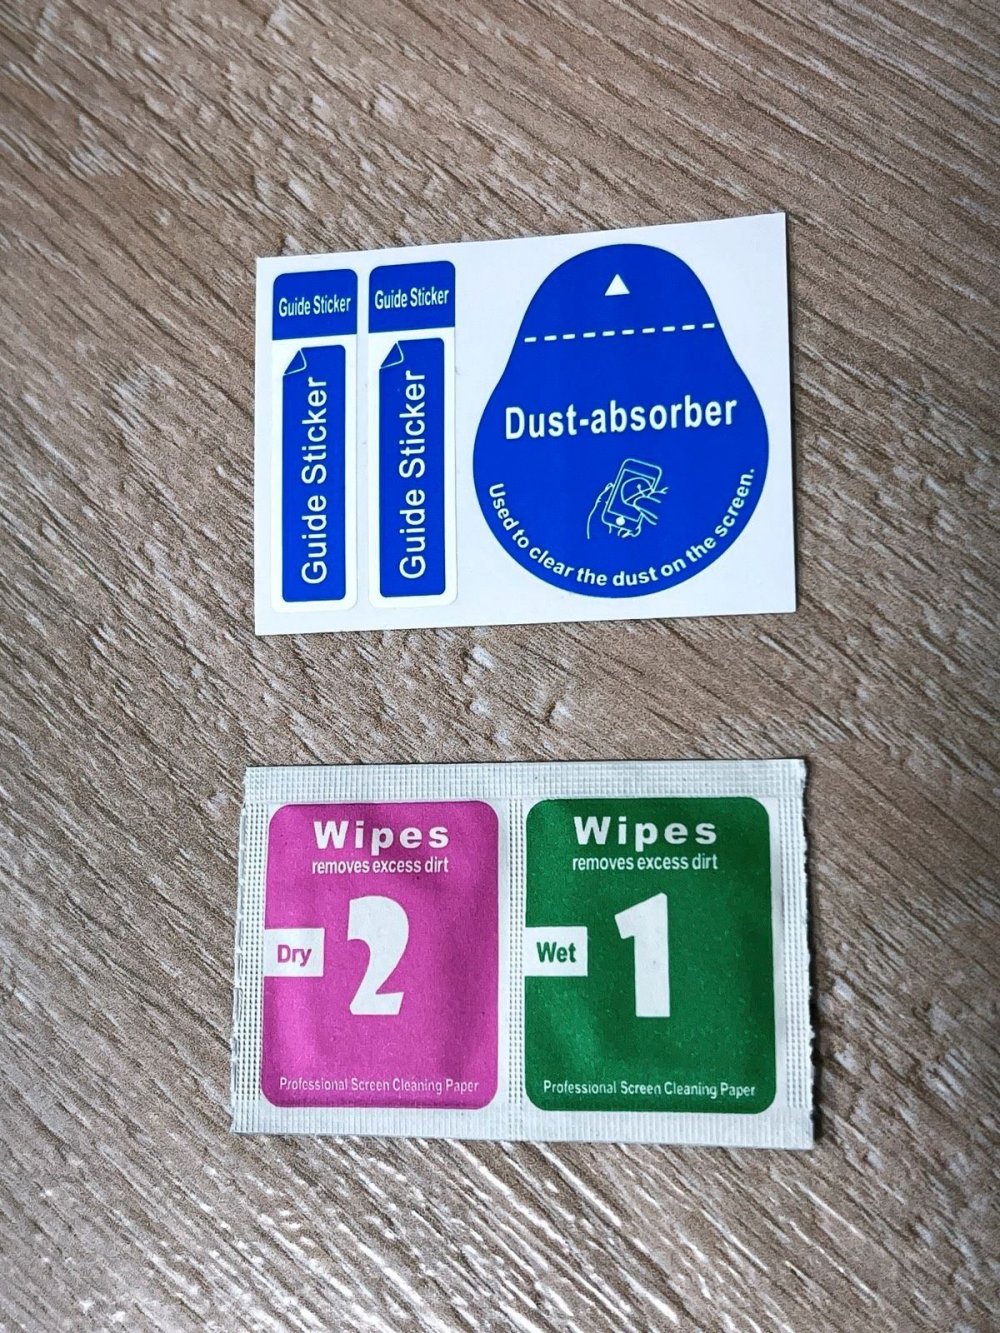 Guide Sticker
Guide Sticker
Guide Sticker
Guide Sticker
Dust-absorber
Used to clear the dust on the screen.
Wipes
removes excess dirt
Dry
2
Professional Screen Cleaning Paper
Wipes
removes excess dirt
Wet
1
Professional Screen Cleaning Paper